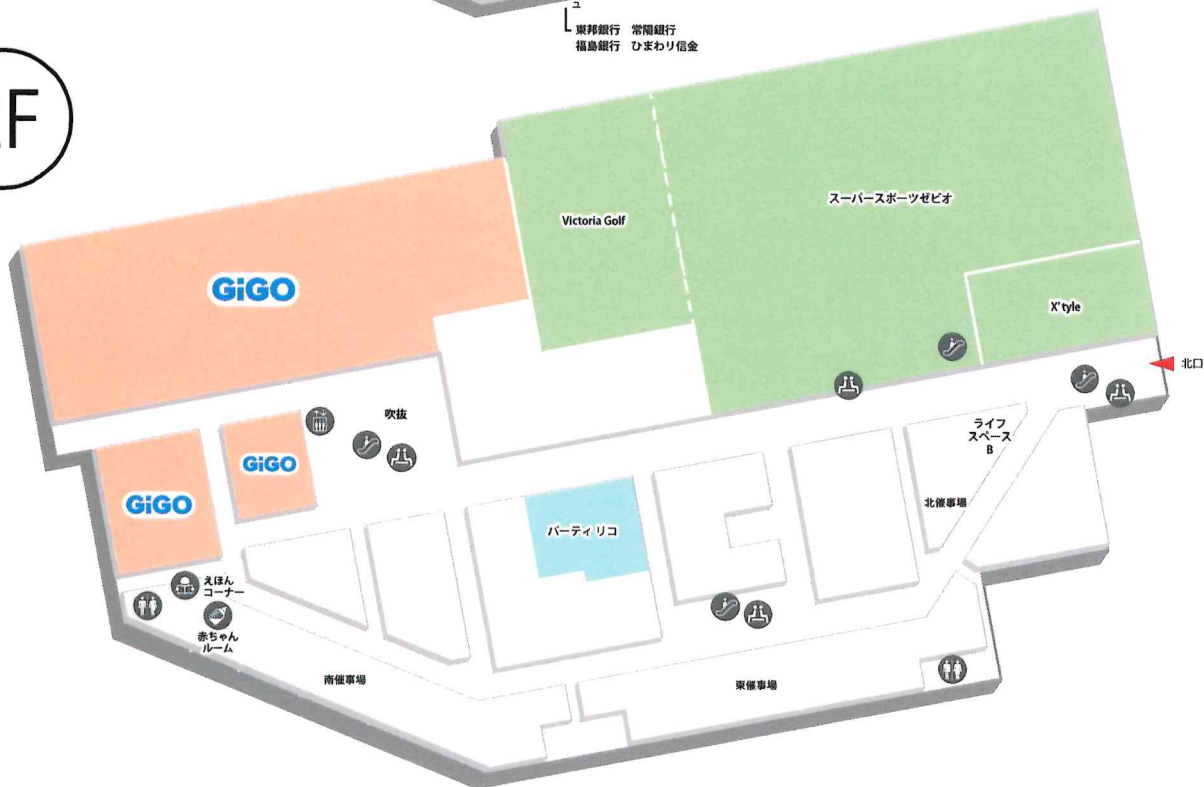 ュ
東邦銀行 常陽銀行
福島銀行 ひまわり信金
F
スーパースポーツゼビオ
Victoria Golf
GiGO
X'tyle
北口
吹抜
ライフ
スペース
B
GiGO
GiGO
北催事場
パーティ リコ
えほん
コーナー
赤ちゃん
ルーム
南催事場
東催事場